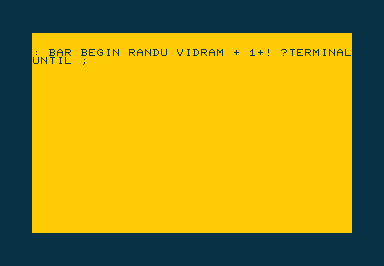 : BAR BEGIN RANDU VIDRAM + 1+! ?TERMINAL
UNTIL ;